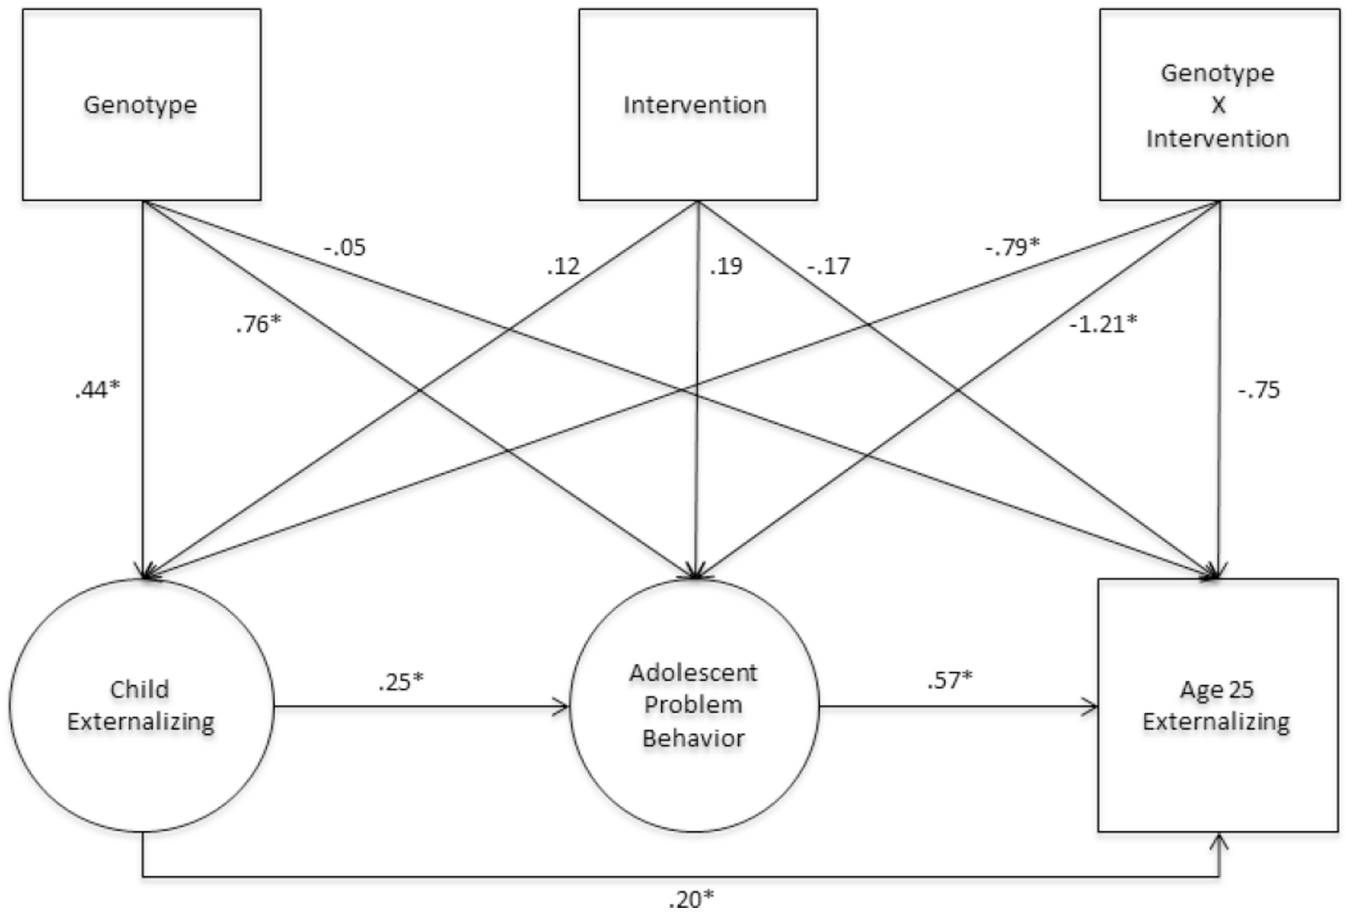 Genotype
Intervention
Genotype
X
Intervention
-.05
.12
.19
-.17
-.79*
.76*
-1.21*
.44*
-.75
Child
Externalizing
.25*
Adolescent
Problem
Behavior
.57*
Age 25
Externalizing
.20*